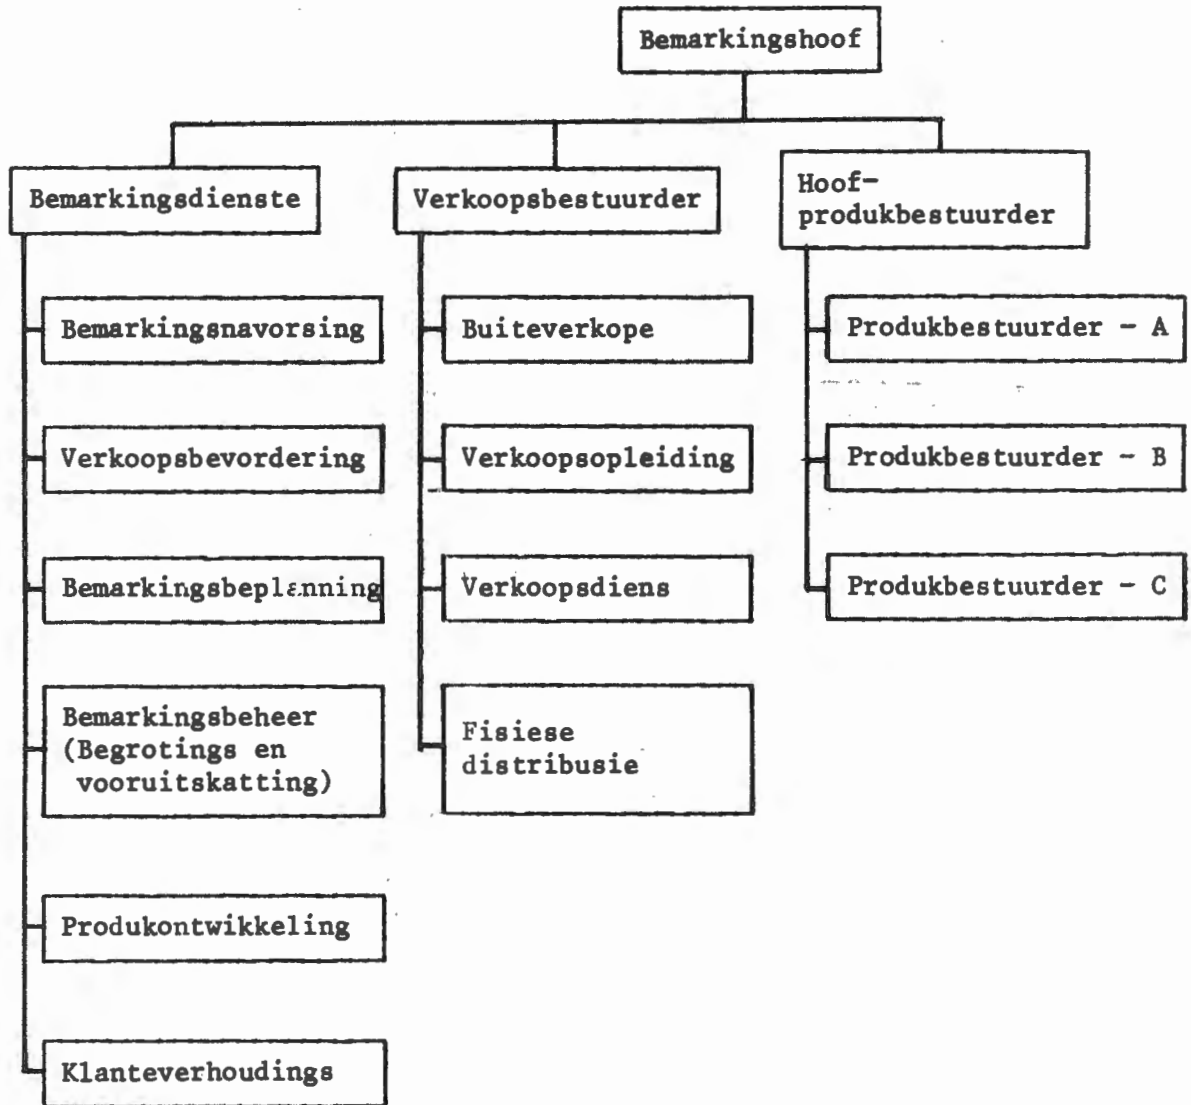 Bemarkingshoof
Bemarkingsdienste
Verkoopsbestuurder
Hoof-
produkbestuurder
Bemarkingsnavorsing
Verkoopsbevordering
Bemarkingsbeplanning
Bemarkingsbeheer
(Begrotings en
vooruitskatting)
Produkontwikkeling
Klanteverhoudings
Buiteverkope
Verkoopsopleiding
Verkoopsdiens
Fisiese
distribusie
Produkbestuurder - A
Produkbestuurder - B
Produkbestuurder - C